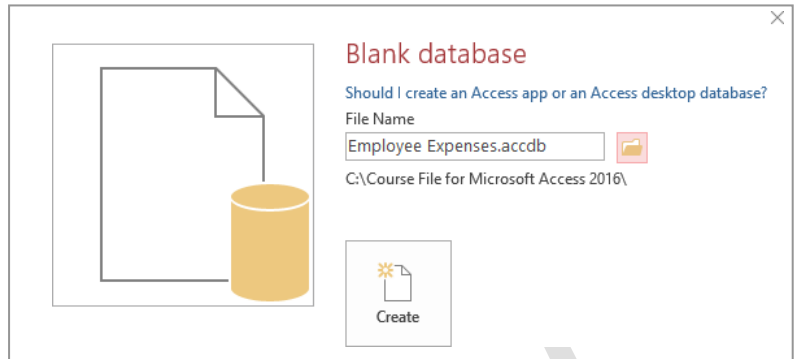 Blank database
Should I create an Access app or an Access desktop database?
File Name
Employee Expenses.accdb
C:\Course File for Microsoft Access 2016\
Create